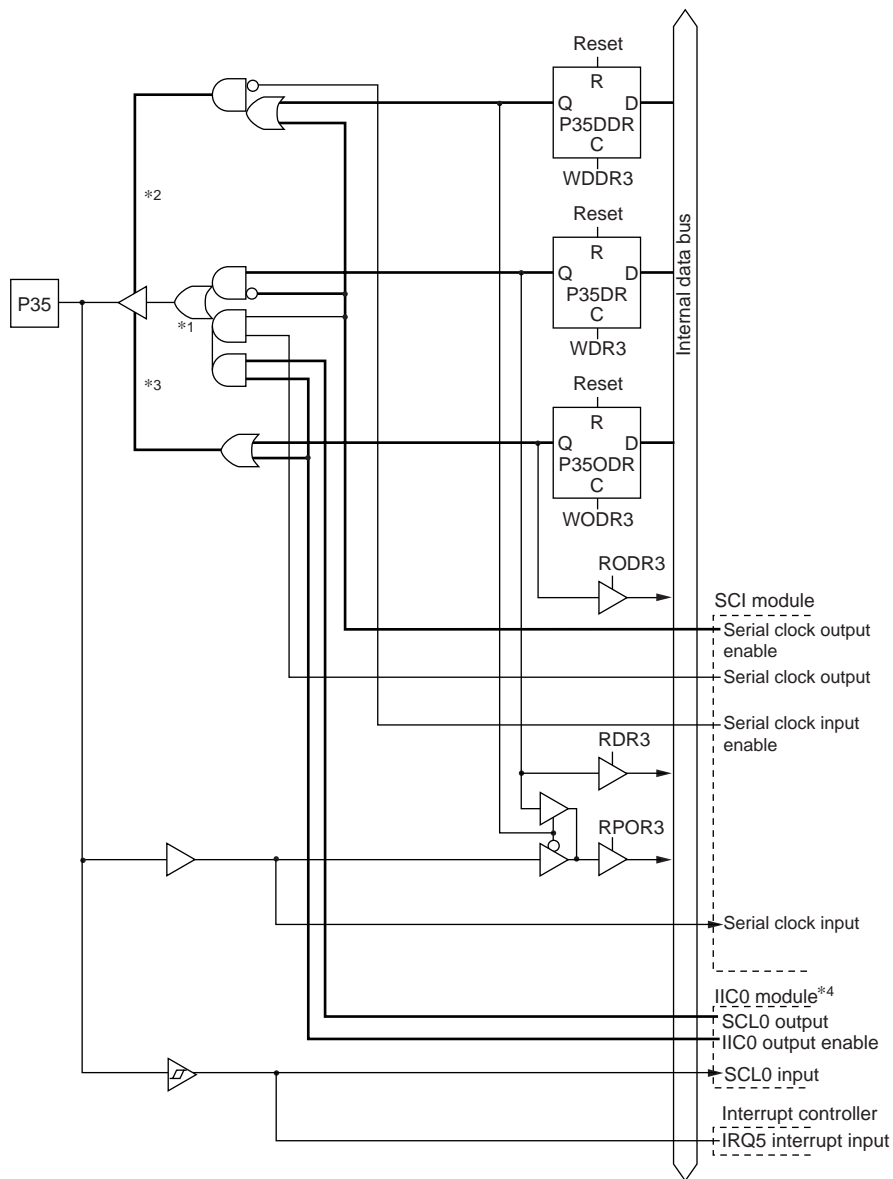 Reset
R
Q D
P35DDR
C
WDDR3
*2
Reset
R
Q D
P35DR
C
WDR3
Internal data bus
P35
*1
*3
Reset
R
Q D
P35ODR
C
WODR3
RODR3
SCI module
Serial clock output
enable
Serial clock output
Serial clock input
enable
RDR3
RPOR3
Serial clock input
IIC0 module*4
SCL0 output
IIC0 output enable
SCL0 input
Interrupt controller
IRQ5 interrupt input